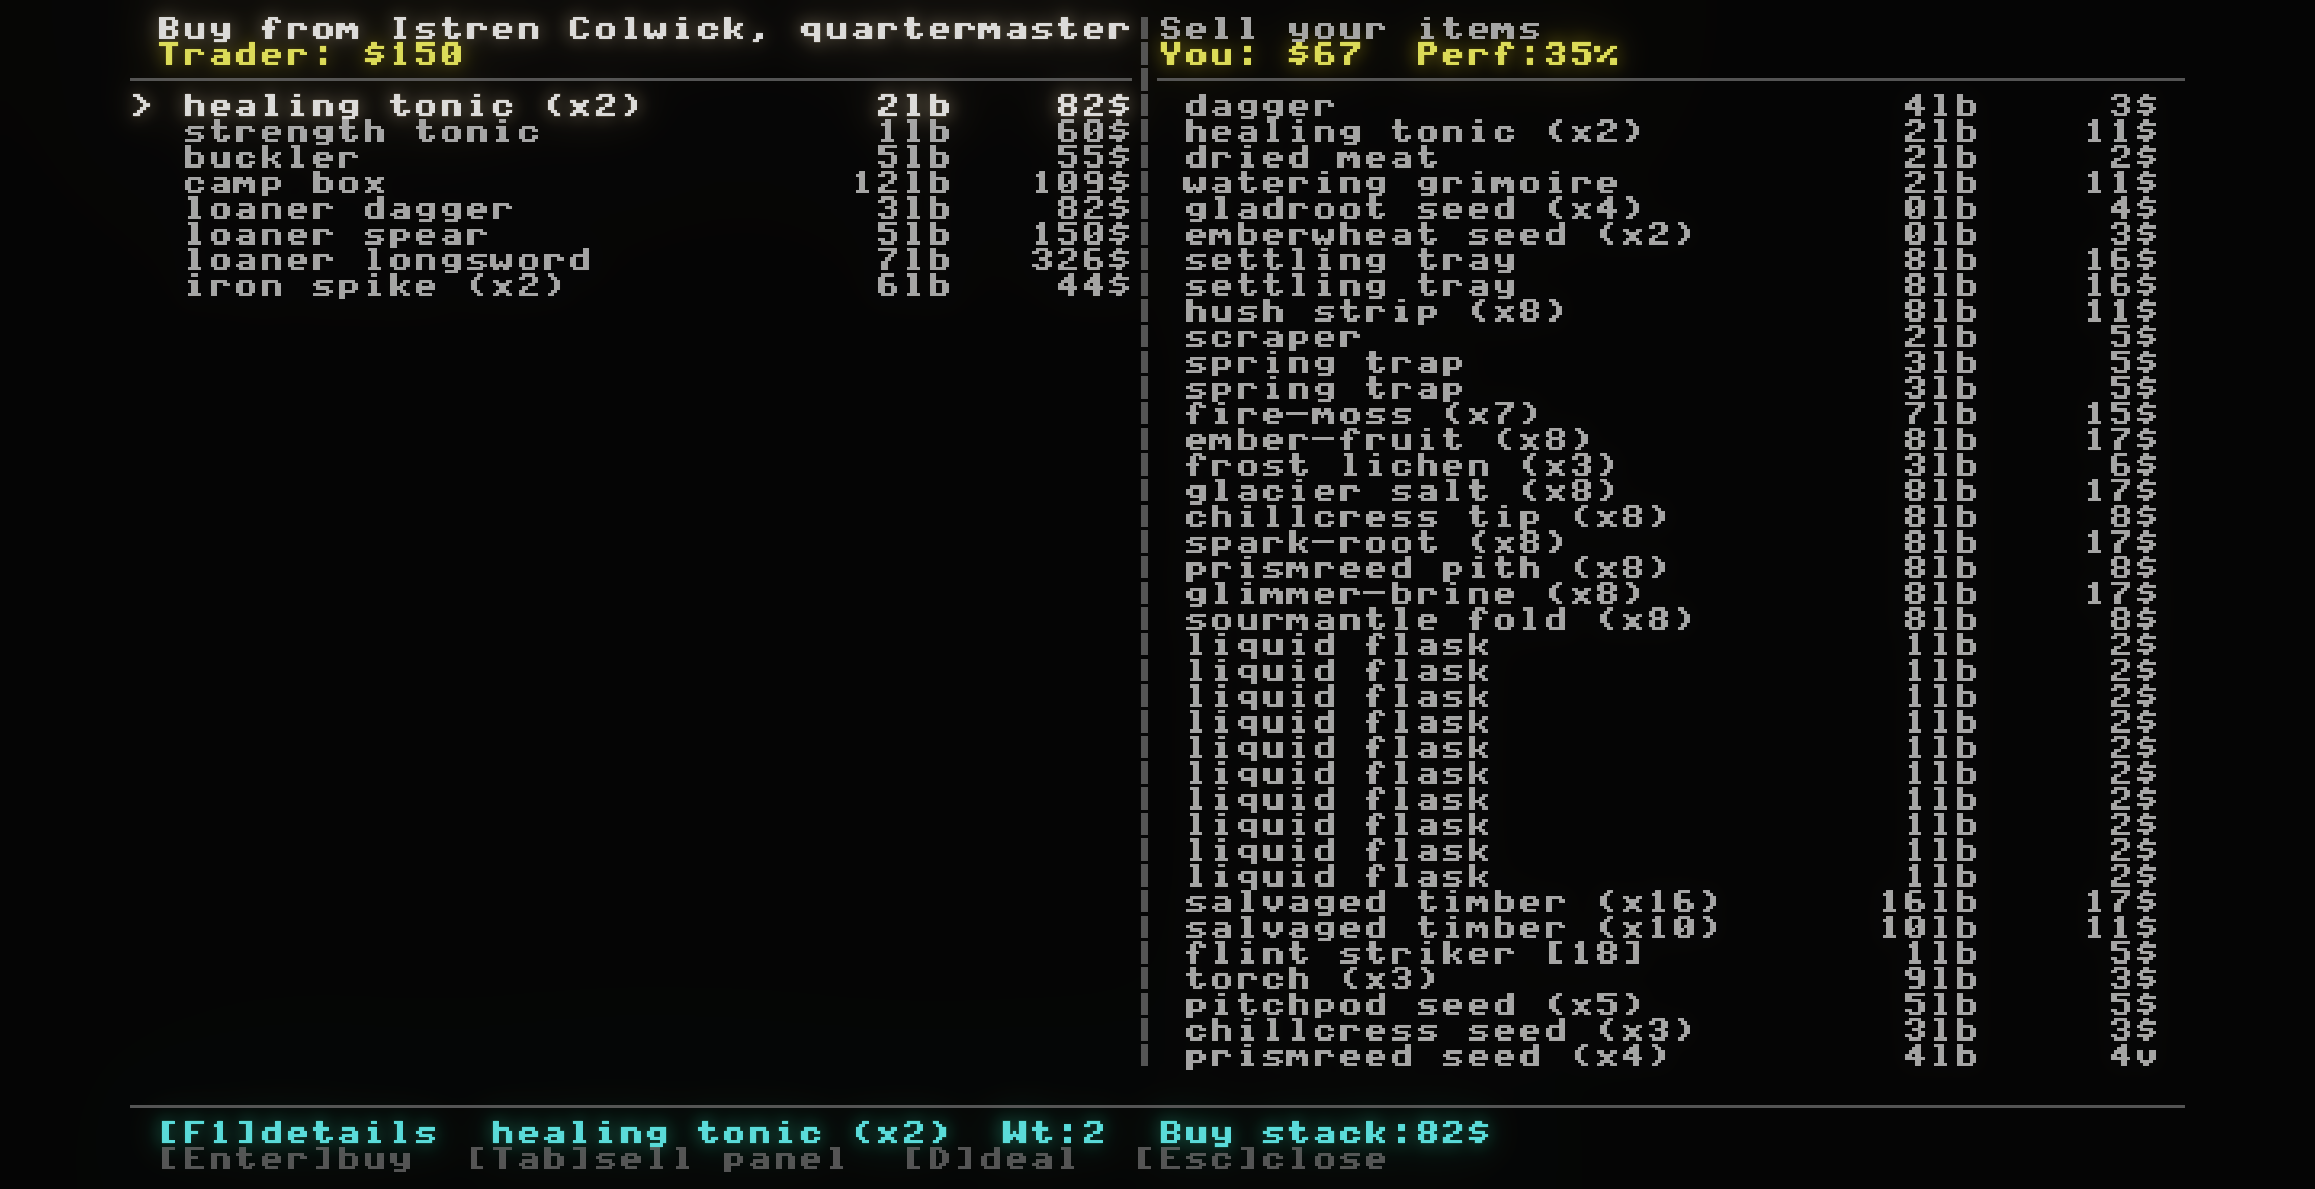 Buy from Istren Colwick, quartermaster
Trader: $150
> healing tonic (x2) 2lb 82$
strength tonic 1lb 60$
buckler 5lb 55$
camp box 12lb 109$
loaner dagger 3lb 82$
loaner spear 5lb 150$
loaner longsword 7lb 326$
iron spike (x2) 6lb 44$
Sell your items
You: $67 Perf:35%
dagger 4lb 3$
healing tonic (x2) 2lb 11$
dried meat 2lb 2$
watering grimoire 2lb 11$
gladroot seed (x4) 0lb 4$
emberwheat seed (x2) 0lb 3$
settling tray 8lb 16$
settling tray 8lb 16$
hush strip (x8) 8lb 11$
scraper 2lb 5$
spring trap 3lb 5$
spring trap 3lb 5$
fire-moss (x7) 7lb 15$
ember-fruit (x8) 8lb 17$
frost lichen (x3) 3lb 6$
glacier salt (x8) 8lb 17$
chillcress tip (x8) 8lb 8$
spark-root (x8) 8lb 17$
prismreed pith (x8) 8lb 8$
glimmer-brine (x8) 8lb 17$
sourmantle fold (x8) 8lb 8$
liquid flask 1lb 2$
liquid flask 1lb 2$
liquid flask 1lb 2$
liquid flask 1lb 2$
liquid flask 1lb 2$
liquid flask 1lb 2$
liquid flask 1lb 2$
liquid flask 1lb 2$
liquid flask 1lb 2$
liquid flask 1lb 2$
salvaged timber (x16) 16lb 17$
salvaged timber (x10) 10lb 11$
flint striker [18] 1lb 5$
torch (x3) 9lb 3$
pitchpod seed (x5) 5lb 5$
chillcress seed (x3) 3lb 3$
prismreed seed (x4) 4lb 4v
[F1]details healing tonic (x2) Wt:2 Buy stack:82$
[Enter]buy [Tab]sell panel [D]deal [Esc]close